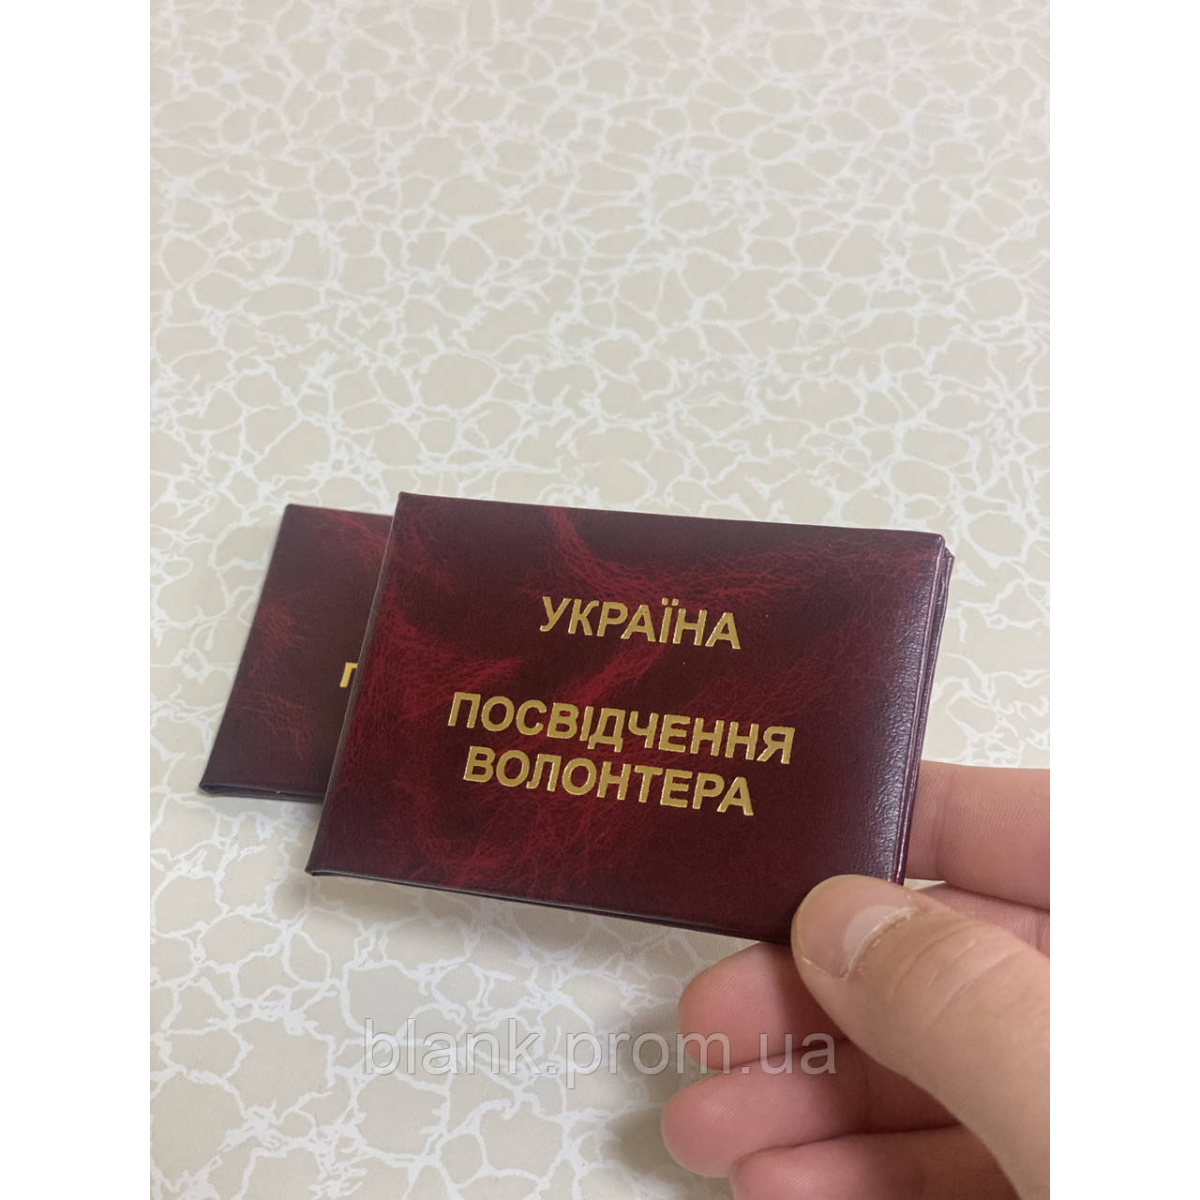 УКРАЇНА
ПОСВІДЧЕННЯ
ВОЛОНТЕРА
П
blank.prom.ua